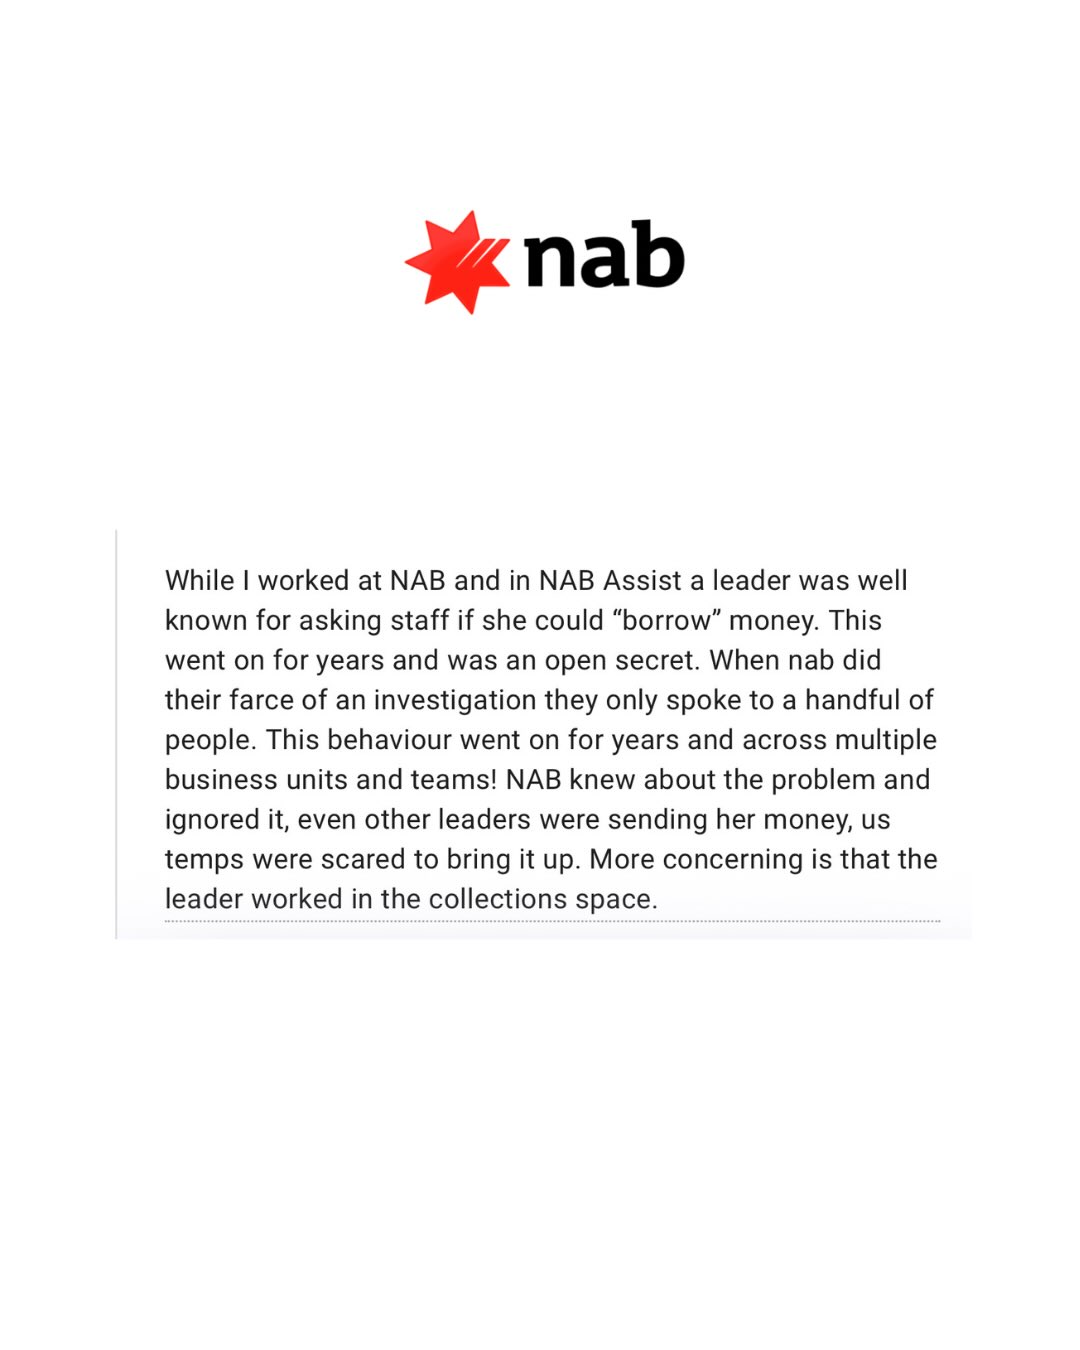 nab
While I worked at NAB and in NAB Assist a leader was well
known for asking staff if she could “borrow” money. This
went on for years and was an open secret. When nab did
their farce of an investigation they only spoke to a handful of
people. This behaviour went on for years and across multiple
business units and teams! NAB knew about the problem and
ignored it, even other leaders were sending her money, us
temps were scared to bring it up. More concerning is that the
leader worked in the collections space.